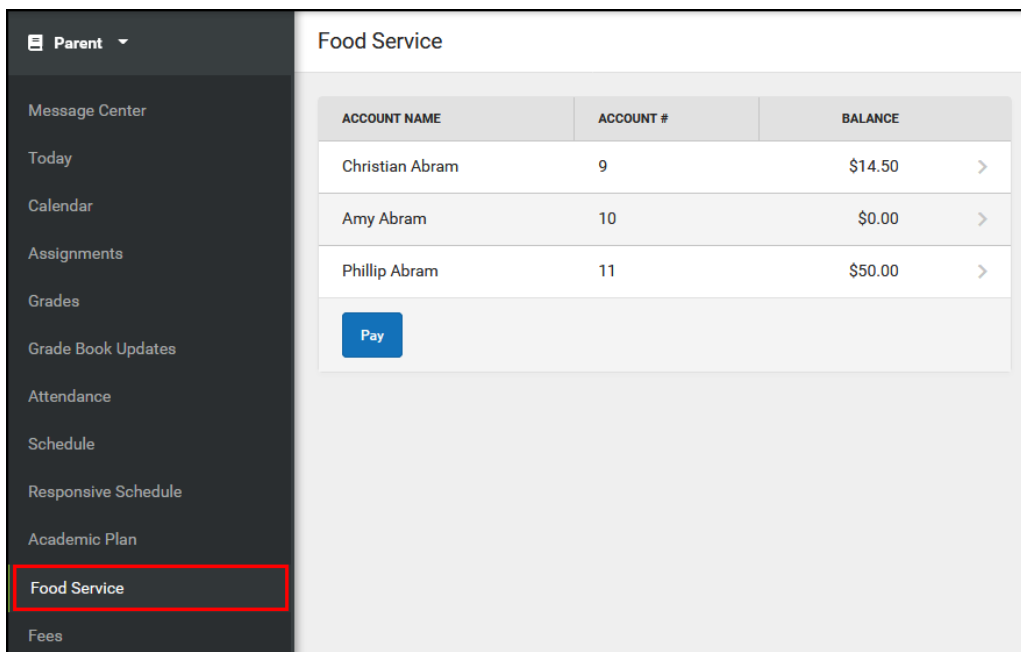 Parent
Message Center
Today
Calendar
Assignments
Grades
Grade Book Updates
Attendance
Schedule
Responsive Schedule
Academic Plan
Food Service
Fees
Food Service
ACCOUNT NAME ACCOUNT # BALANCE
Christian Abram 9 $14.50
Amy Abram 10 $0.00
Phillip Abram 11 $50.00
Pay